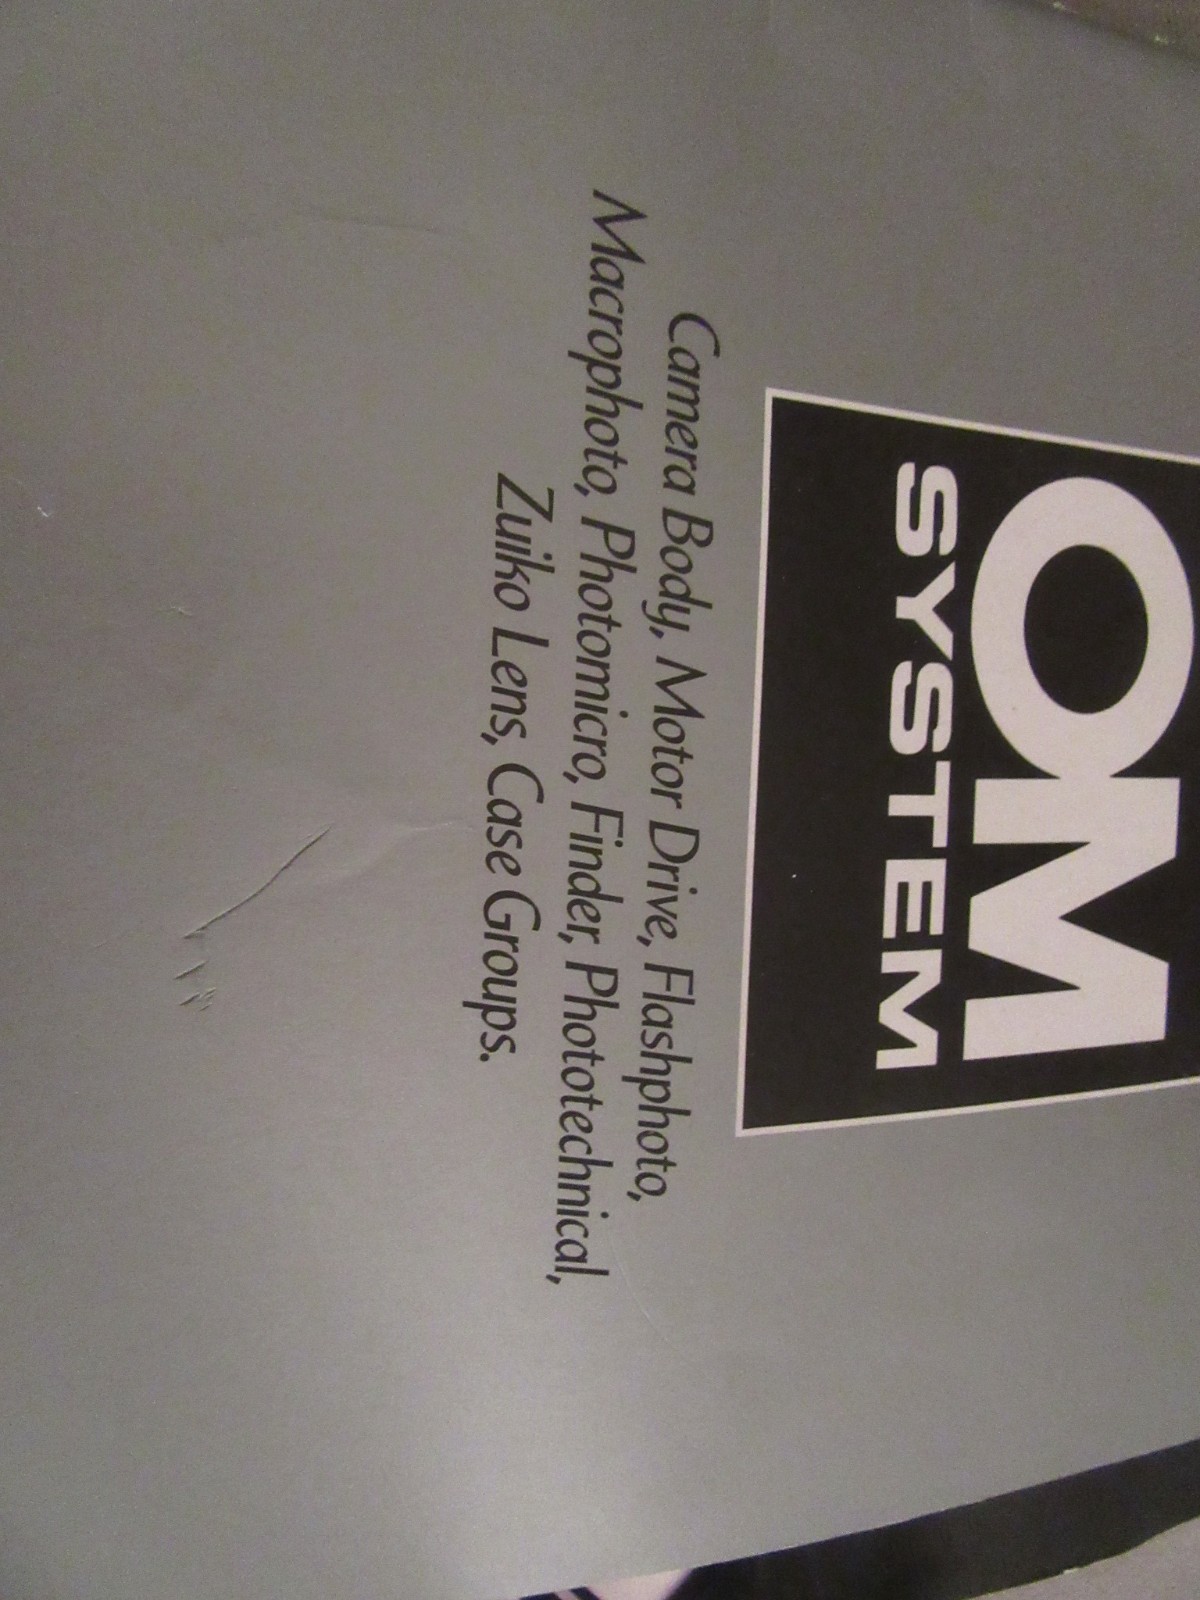 OM
SYSTEM
Camera Body, Motor Drive, Flashphoto,
Macrophoto, Photomicro, Finder, Phototechnical,
Zuiko Lens, Case Groups.